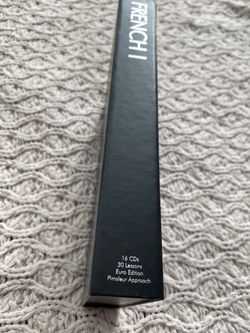 FRENCH I
16 CDs
30 Lessons
Euro Edition
Pimsleur Approach